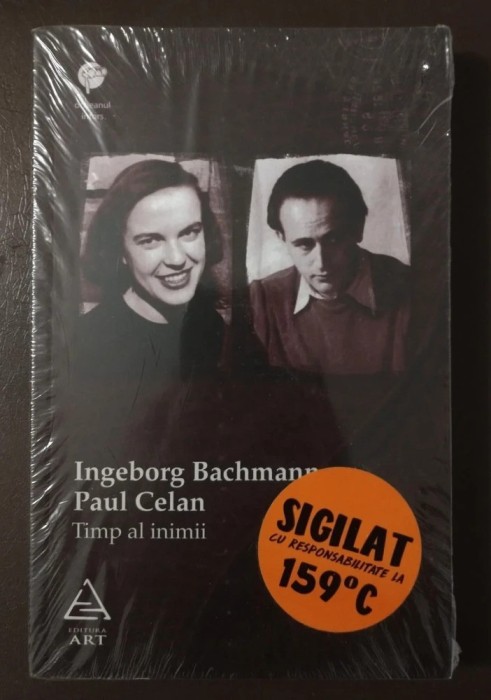 Ingeborg Bachmann
Paul Celan
Timp al inimii
SIGILAT
CU RESPONSABILITATE LA
159°C
EDITURA
ART